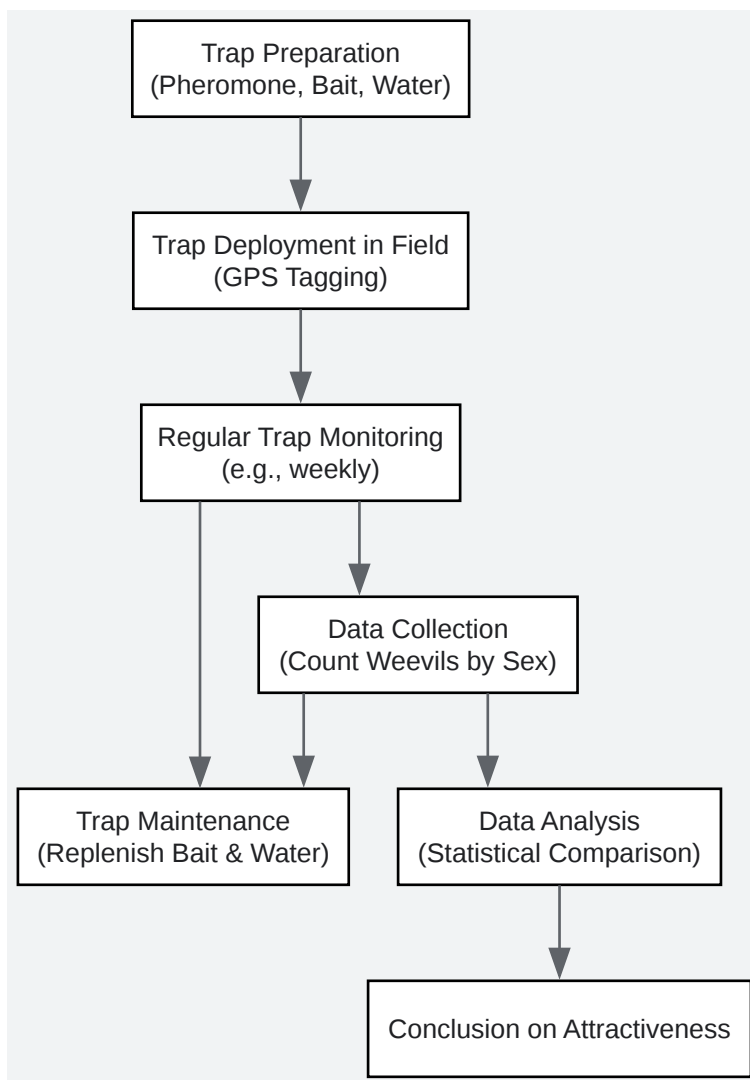 Trap Preparation
(Pheromone, Bait, Water)
Trap Deployment in Field
(GPS Tagging)
Regular Trap Monitoring
(e.g., weekly)
Data Collection
(Count Weevils by Sex)
Trap Maintenance
(Replenish Bait & Water)
Data Analysis
(Statistical Comparison)
Conclusion on Attractiveness